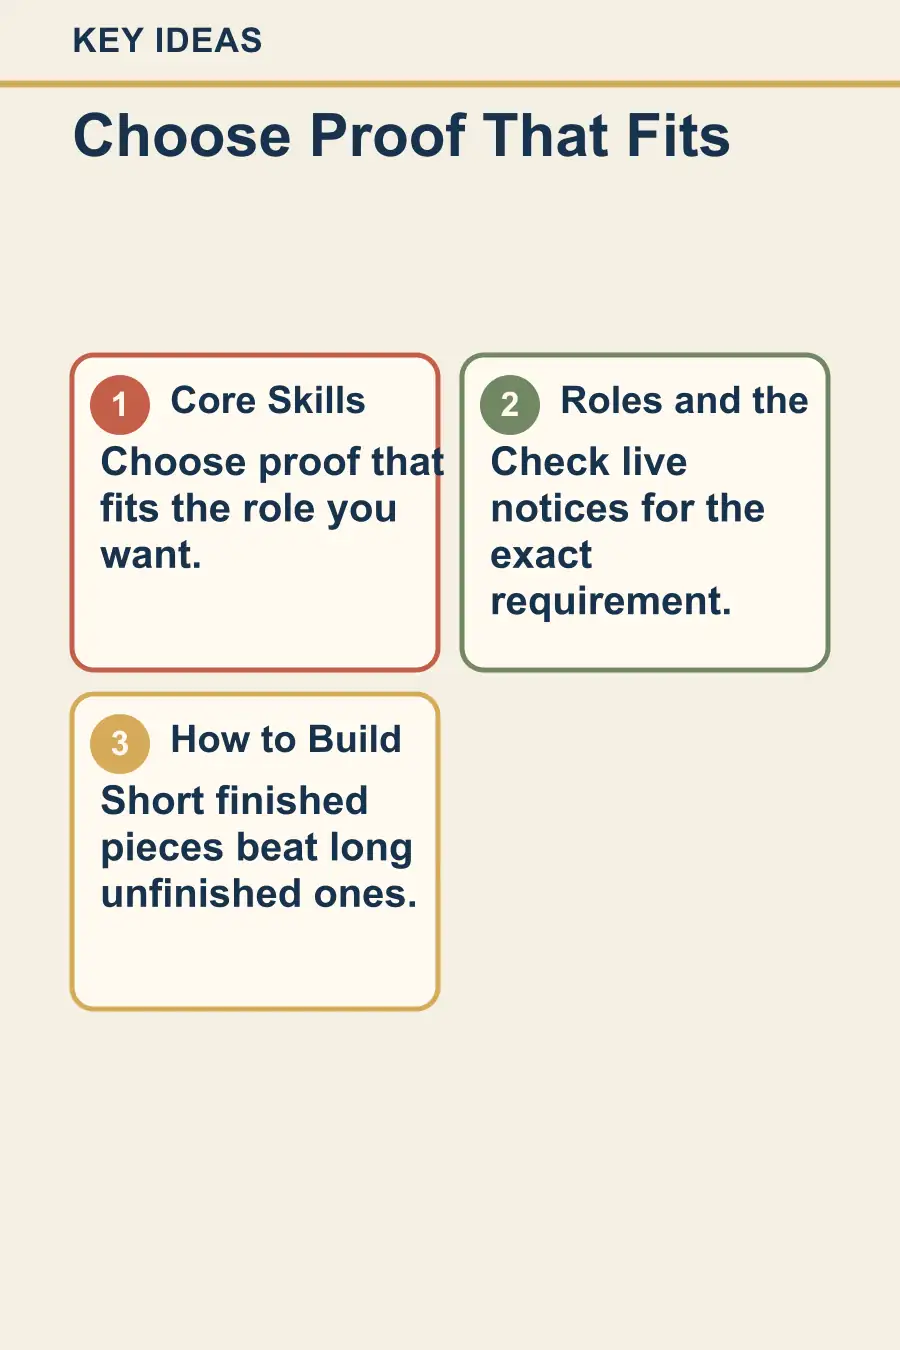 KEY IDEAS
Choose Proof That Fits
1 Core Skills
Choose proof that
fits the role you
want.
2 Roles and the
Check live
notices for the
exact
requirement.
3 How to Build
Short finished
pieces beat long
unfinished ones.